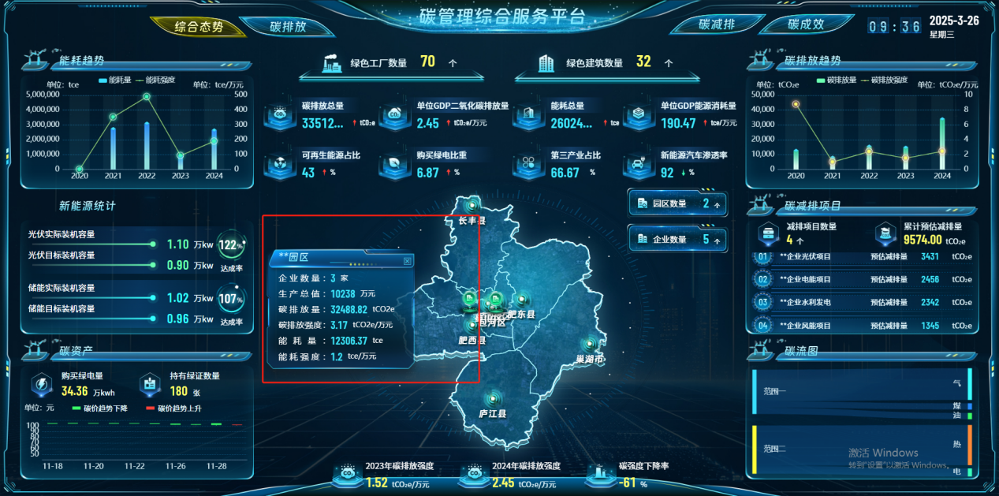 碳管理综合服务平台
综合态势
碳排放
碳减排
碳成效
09:36
2025-3-26
星期三
能耗趋势
单位: tce
能耗量
能耗强度
单位: tce/万元
5,000,000
4,000,000
3,000,000
2,000,000
1,000,000
0
500
400
300
200
100
0
2020 2021 2022 2023 2024
新能源统计
光伏实际装机容量
1.10 万kw
光伏目标装机容量
0.90 万kw
122%
达成率
储能实际装机容量
1.02 万kw
储能目标装机容量
0.96 万kw
107%
达成率
碳资产
购买绿电量
34.36 万kwh
持有绿证数量
180 张
单位: 元
碳价趋势下降
碳价趋势上升
100
90
80
70
60
50
11-18 11-20 11-22 11-26 11-28
绿色工厂数量 70 个
绿色建筑数量 32 个
碳排放总量
33512... tCO₂e
单位GDP二氧化碳排放量
2.45 tCO₂e/万元
能耗总量
26024... tce
单位GDP能源消耗量
190.47 tce/万元
可再生能源占比
43 %
购买绿电比重
6.87 %
第三产业占比
66.67 %
新能源汽车渗透率
92 %
园区数量 2 个
企业数量 5 个
**园区
企业数量: 3 家
生产总值: 10238 万元
碳排放量: 32488.82 tCO2e
碳排放强度: 3.17 tCO2e/万元
能耗量: 12306.37 tce
能耗强度: 1.2 tce/万元
长丰县
肥东县
包河区
肥西县
巢湖市
庐江县
2023年碳排放强度
1.52 tCO₂e/万元
2024年碳排放强度
2.45 tCO₂e/万元
碳强度下降率
-61 %
碳排放趋势
单位: tCO₂e
碳排放量
碳排放强度
单位: tCO₂e/万元
50,000
40,000
30,000
20,000
10,000
0
10
8
6
4
2
0
2020 2021 2022 2023 2024
碳减排项目
减排项目数量
4 个
累计预估减排量
9574.00 tCO₂e
01 **企业光伏项目 预估减排量 3431 tCO₂e
02 **企业电能项目 预估减排量 2456 tCO₂e
03 **企业水利发电 预估减排量 2342 tCO₂e
04 **企业风能项目 预估减排量 1345 tCO₂e
碳流图
范围一
范围二
气
煤
油
热
电
激活 Windows
转到"设置"以激活 Windows。